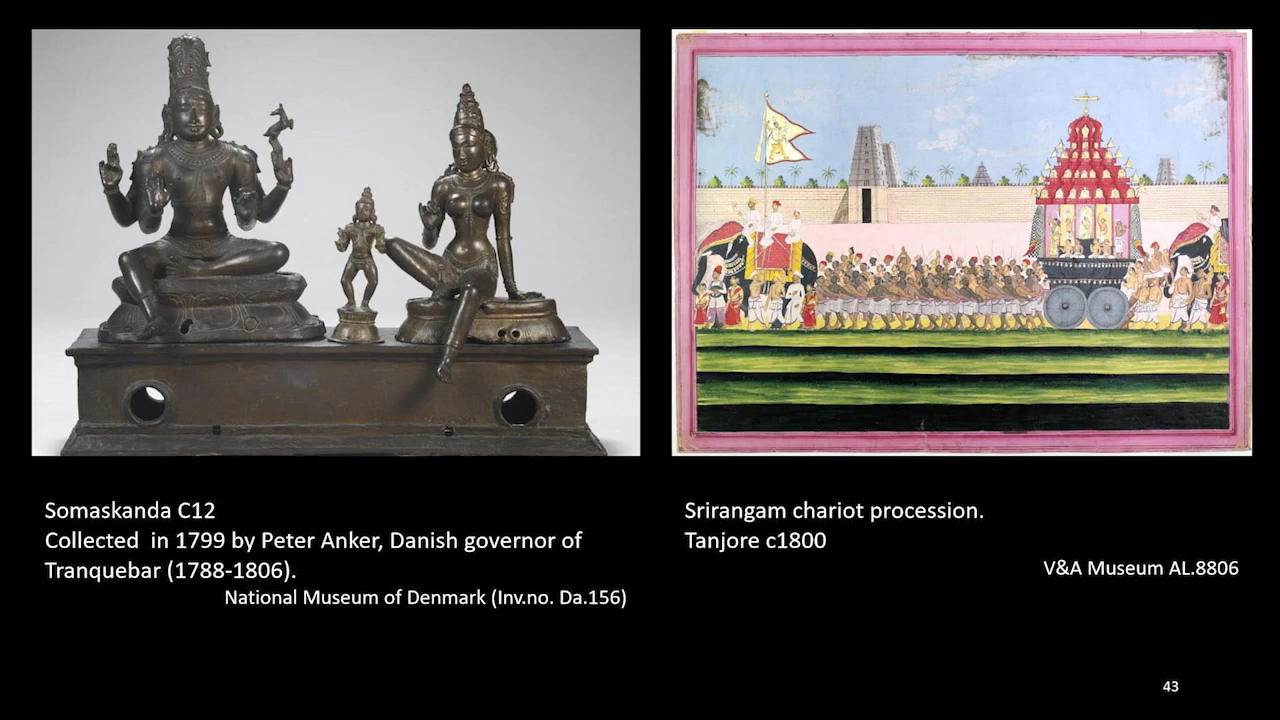 Somaskanda C12
Collected  in 1799 by Peter Anker, Danish governor of
Tranquebar (1788-1806).
National Museum of Denmark (Inv.no. Da.156)
Srirangam chariot procession.
Tanjore c1800
V&A Museum AL.8806
43